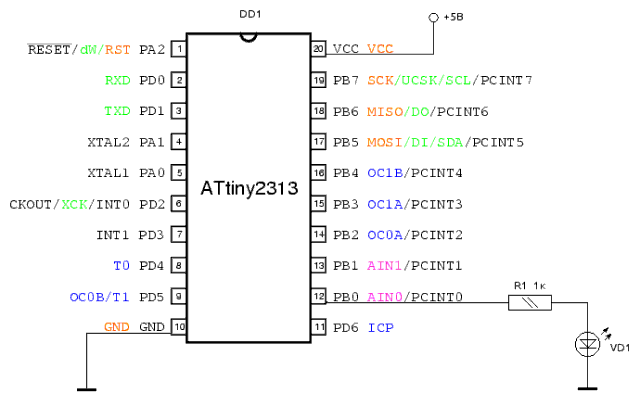 DD1
+5В
RESET/dW/RST PA2 1 20 VCC VCC
RXD PD0 2 19 PB7 SCK/UCSK/SCL/PCINT7
TXD PD1 3 18 PB6 MISO/DO/PCINT6
XTAL2 PA1 4 17 PB5 MOSI/DI/SDA/PCINT5
XTAL1 PA0 5 16 PB4 OC1B/PCINT4
ATtiny2313
CKOUT/XCK/INT0 PD2 6 15 PB3 OC1A/PCINT3
INT1 PD3 7 14 PB2 OC0A/PCINT2
T0 PD4 8 13 PB1 AIN1/PCINT1
R1 1к
OC0B/T1 PD5 9 12 PB0 AIN0/PCINT0
GND GND 10 11 PD6 ICP
VD1